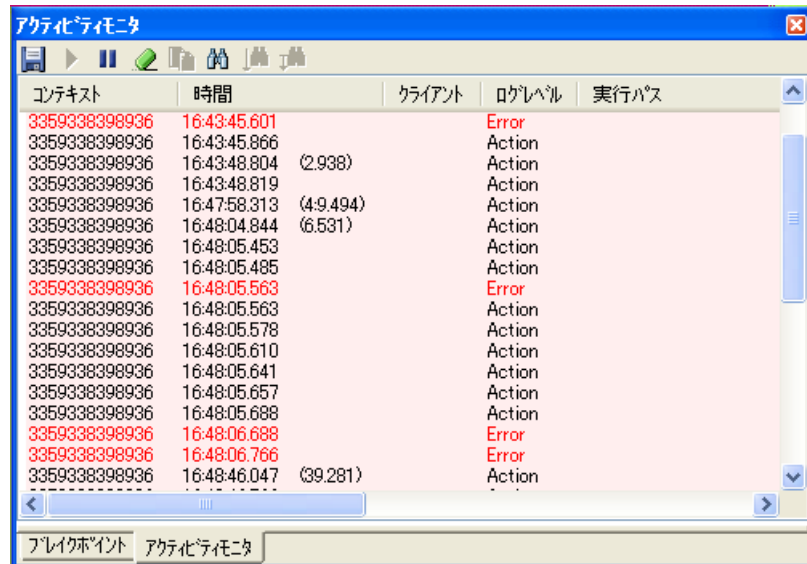 ｱｸﾃｨﾋﾞﾃｨﾓﾆﾀ
ｺﾝﾃｷｽﾄ 時間 ｸﾗｲｱﾝﾄ ﾛｸﾞﾚﾍﾞﾙ 実行ﾊﾟｽ
3359338398936 16:43:45.601 Error
3359338398936 16:43:45.866 Action
3359338398936 16:43:48.804 (2.938) Action
3359338398936 16:43:48.819 Action
3359338398936 16:47:58.313 (4:9.494) Action
3359338398936 16:48:04.844 (6.531) Action
3359338398936 16:48:05.453 Action
3359338398936 16:48:05.485 Action
3359338398936 16:48:05.563 Error
3359338398936 16:48:05.563 Action
3359338398936 16:48:05.578 Action
3359338398936 16:48:05.610 Action
3359338398936 16:48:05.641 Action
3359338398936 16:48:05.657 Action
3359338398936 16:48:05.688 Action
3359338398936 16:48:06.688 Error
3359338398936 16:48:06.766 Error
3359338398936 16:48:46.047 (39.281) Action
ﾌﾞﾚｲｸﾎﾟｲﾝﾄ ｱｸﾃｨﾋﾞﾃｨﾓﾆﾀ